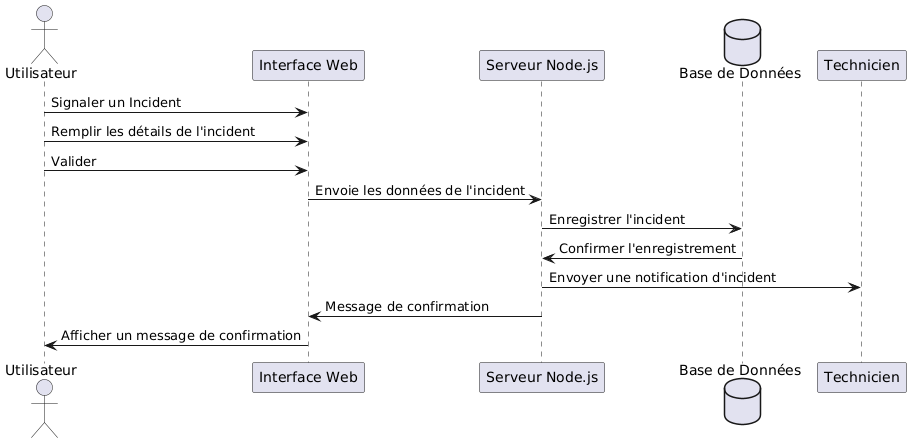 Utilisateur
Interface Web
Serveur Node.js
Base de Données
Technicien
Signaler un Incident
Remplir les détails de l'incident
Valider
Envoie les données de l'incident
Enregistrer l'incident
Confirmer l'enregistrement
Envoyer une notification d'incident
Message de confirmation
Afficher un message de confirmation
Utilisateur
Interface Web
Serveur Node.js
Base de Données
Technicien